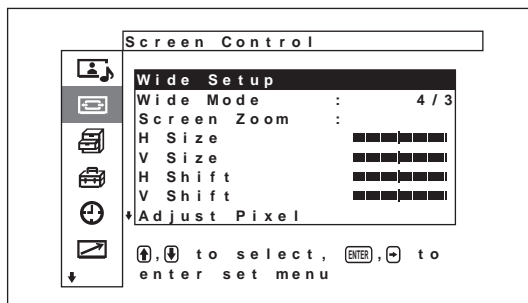 Screen Control
Wide Setup
Wide Mode : 4/3
Screen Zoom :
H Size
V Size
H Shift
V Shift
Adjust Pixel
, to select, ENTER, to
enter set menu